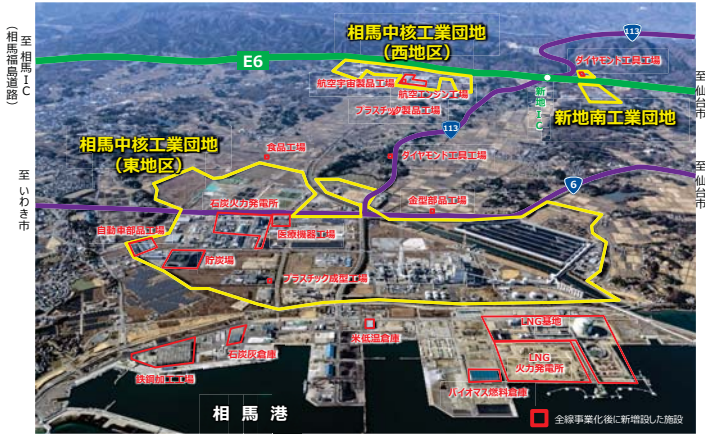 至 相馬IC
（相馬福島道路）
E6
相馬中核工業団地
（西地区）
113
ダイヤモンド工具工場
至 仙台市
航空宇宙製品工場
航空エンジン工場
プラスチック製品工場
新地IC
新地南工業団地
相馬中核工業団地
（東地区）
食品工場
113
ダイヤモンド工具工場
至 仙台市
6
至 いわき市
石炭火力発電所
金型部品工場
自動車部品工場
医療機器工場
貯炭場
プラスチック成型工場
米低温倉庫
LNG基地
石炭灰倉庫
LNG
火力発電所
鉄鋼加工工場
バイオマス燃料倉庫
相馬港
全線事業化後に新増設した施設